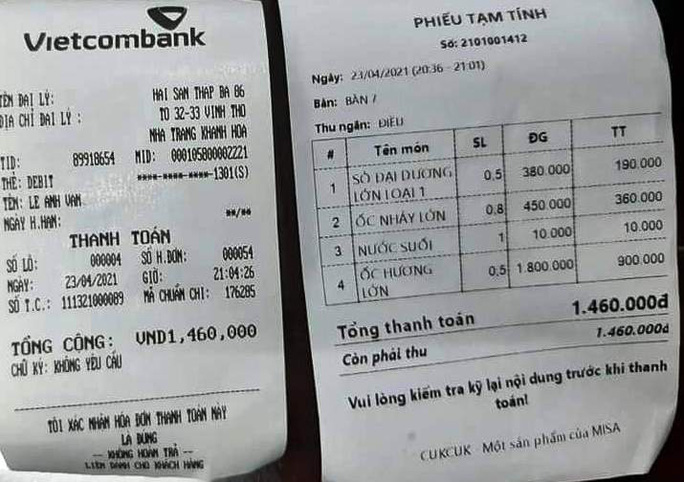 Vietcombank
TÊN ĐẠI LÝ: HAI SAN THAP BA 86
ĐỊA CHỈ ĐẠI LÝ : TO 32-33 VINH THO
NHA TRANG KHANH HOA
TID: 89918654 MID: 000105800002221
THẺ: DEBIT ****-****-****-1301(S)
TÊN: LE ANH VAN
NGÀY H.HẠN: **/**
THANH TOÁN
SỐ LÔ: 000004 SỐ H.ĐƠN: 000054
NGÀY: 23/04/2021 GIỜ: 21:04:26
SỐ T.C.: 111321000089 MÃ CHUẨN CHI: 176285
TỔNG CỘNG: VND1,460,000
CHỮ KÝ: KHÔNG YÊU CẦU
TÔI XÁC NHẬN HÓA ĐƠN THANH TOÁN NÀY
LÀ ĐÚNG
-- KHÔNG HOÀN TRẢ --
LIÊN DÀNH CHO KHÁCH HÀNG
PHIẾU TẠM TÍNH
Số: 2101001412
Ngày: 23/04/2021 (20:36 - 21:01)
Bàn: BÀN 7
Thu ngân: ĐIỀU
# Tên món SL ĐG TT
1 SÒ ĐẠI DƯƠNG LỚN LOẠI 1 0,5 380.000 190.000
2 ỐC NHẢY LỚN 0,8 450.000 360.000
3 NƯỚC SUỐI 1 10.000 10.000
4 ỐC HƯƠNG LỚN 0,5 1.800.000 900.000
Tổng thanh toán 1.460.000đ
Còn phải thu 1.460.000đ
Vui lòng kiểm tra kỹ lại nội dung trước khi thanh
toán!
CUKCUK - Một sản phẩm của MISA